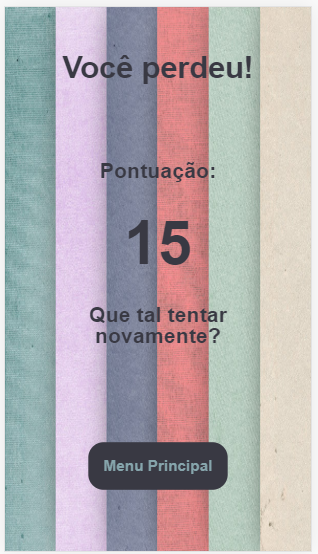 Você perdeu!
Pontuação:
15
Que tal tentar
novamente?
Menu Principal